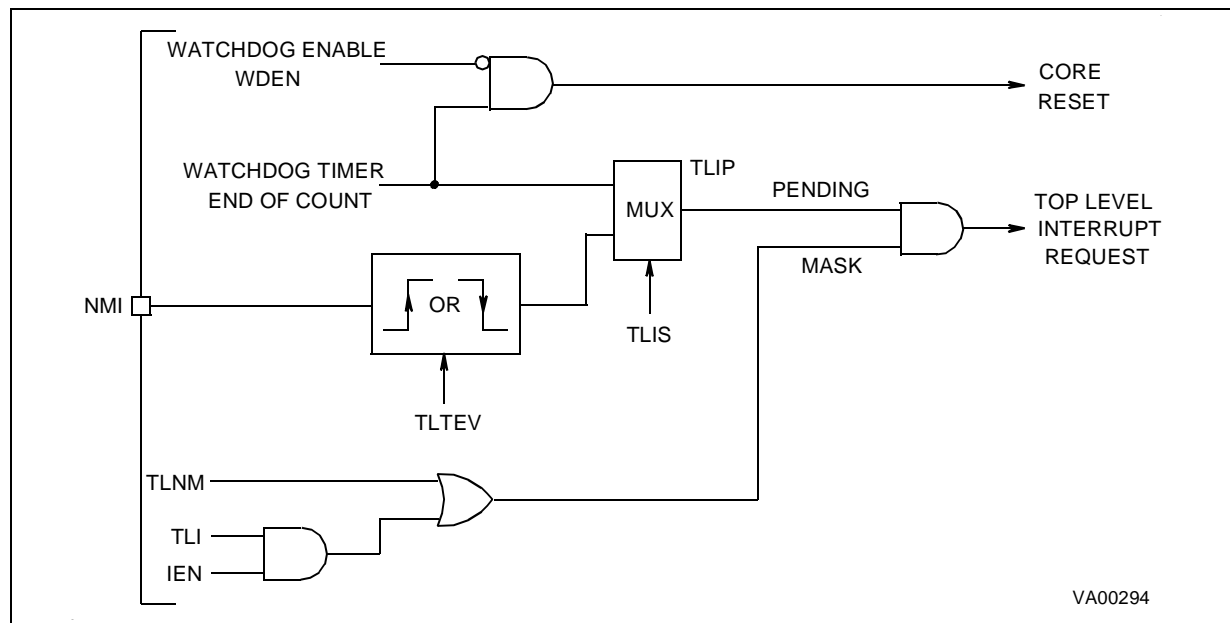 WATCHDOG ENABLE
WDEN
CORE
RESET
WATCHDOG TIMER
END OF COUNT
TLIP
MUX
PENDING
MASK
TOP LEVEL
INTERRUPT
REQUEST
NMI
OR
TLIS
TLTEV
TLNM
TLI
IEN
VA00294